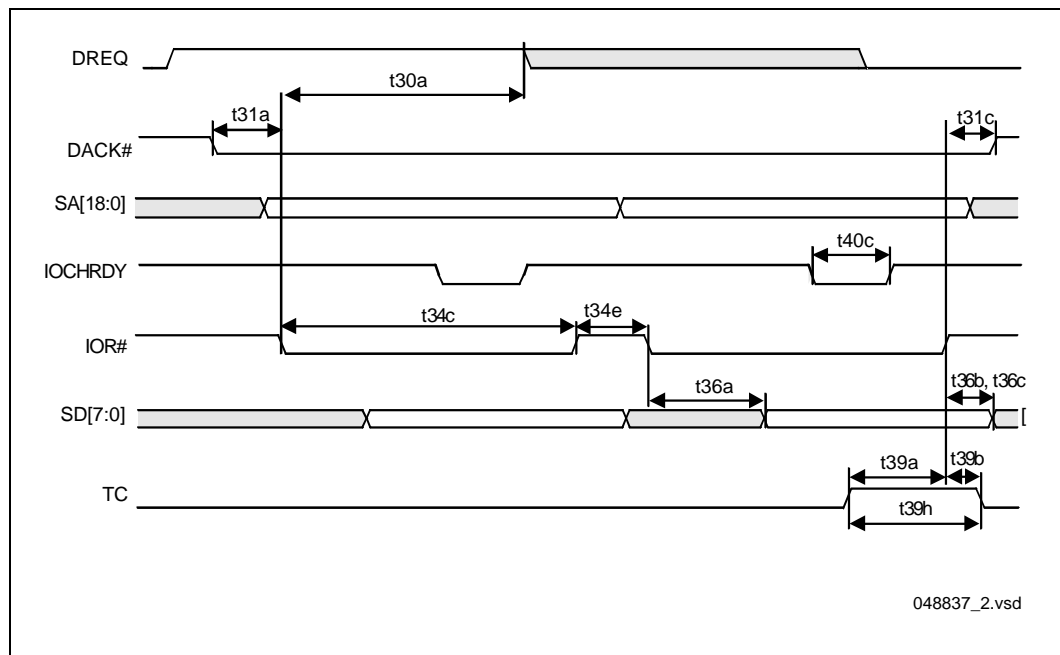 DREQ
t30a
t31a
t31c
DACK#
SA[18:0]
t40c
IOCHRDY
t34c
t34e
IOR#
t36a
t36b, t36c
SD[7:0]
[
t39a
t39b
TC
t39h
048837_2.vsd